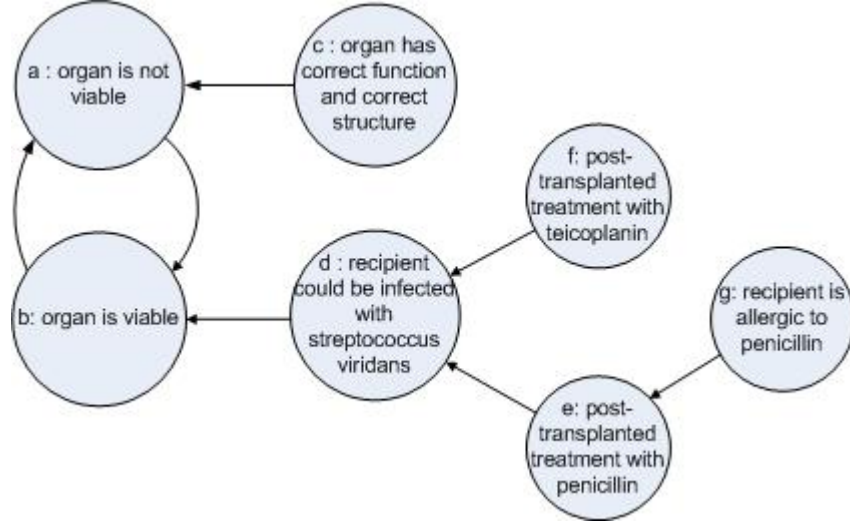 a : organ is not
viable
c : organ has
correct function
and correct
structure
f: post-
transplanted
treatment with
teicoplanin
b: organ is viable
d : recipient
could be infected
with
streptococcus
viridans
g: recipient is
allergic to
penicillin
e: post-
transplanted
treatment with
penicillin